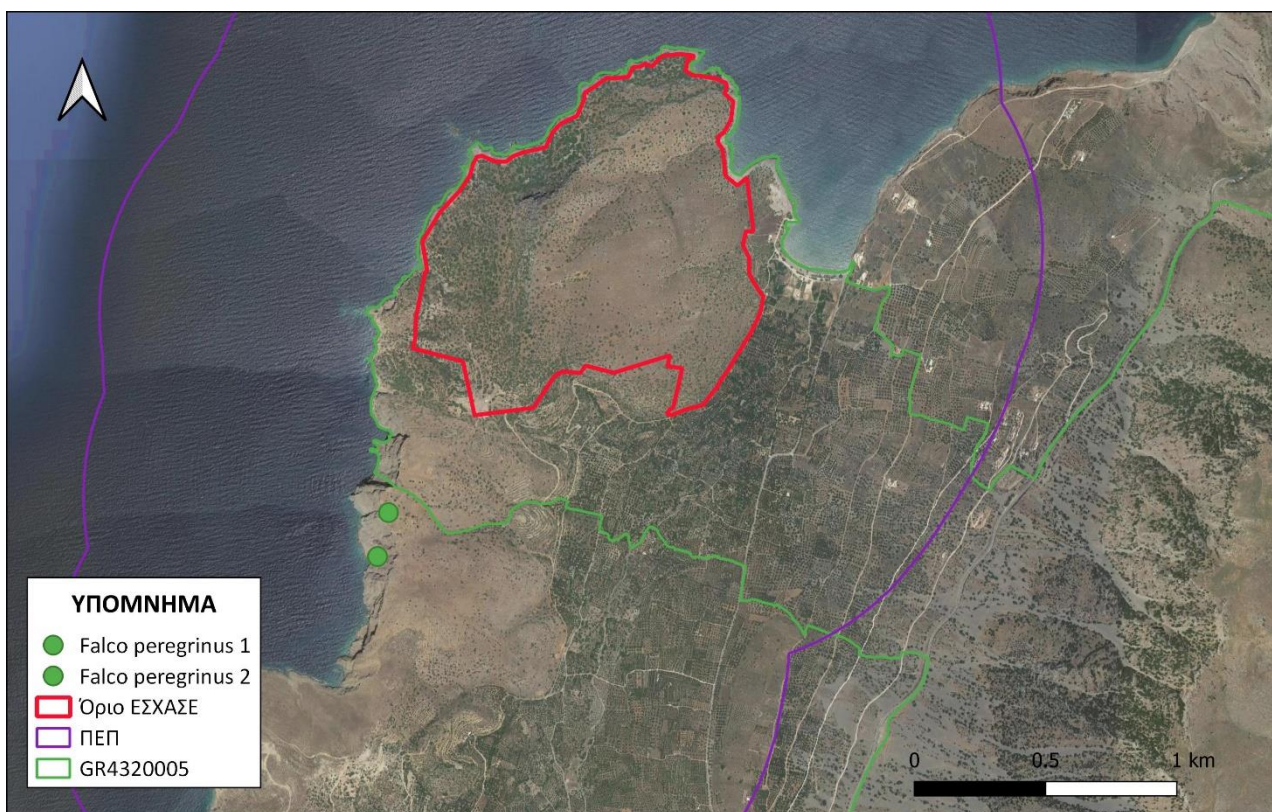 ΥΠΟΜΝΗΜΑ
Falco peregrinus 1
Falco peregrinus 2
Όριο ΕΣΧΑΣΕ
ΠΕΠ
GR4320005
0 0.5 1 km